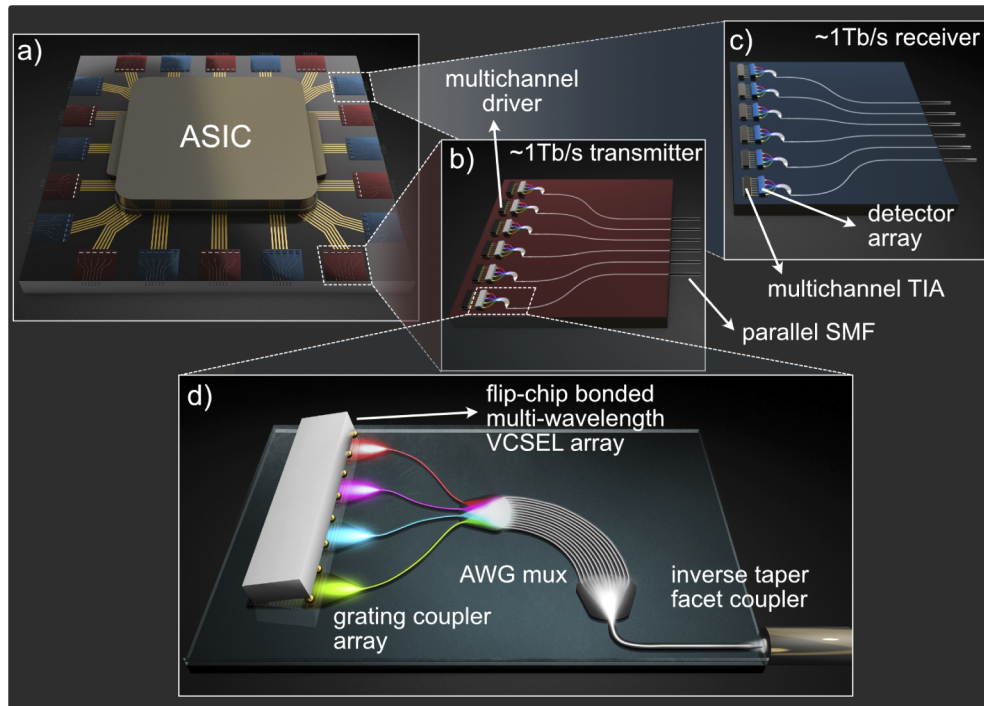 a)
ASIC
multichannel
driver
b)
~1Tb/s transmitter
c)
~1Tb/s receiver
detector
array
multichannel TIA
parallel SMF
d)
flip-chip bonded
multi-wavelength
VCSEL array
AWG mux
grating coupler
array
inverse taper
facet coupler